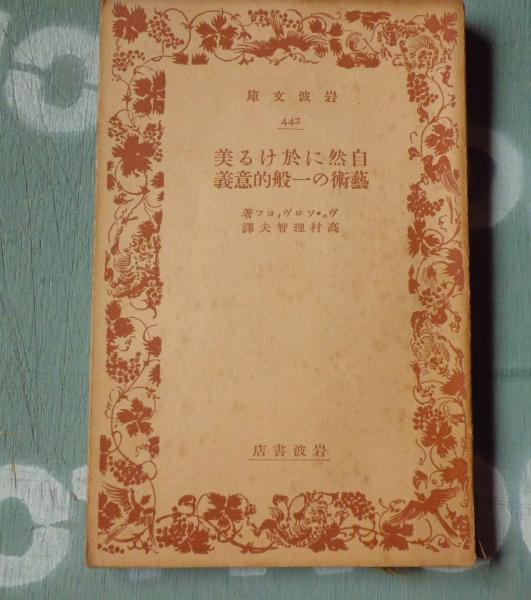 岩波文庫
442
自然に於ける美
藝術の一般的意義
ヴェ・ソロヴィヨフ著
高村理智夫譯
岩波書店